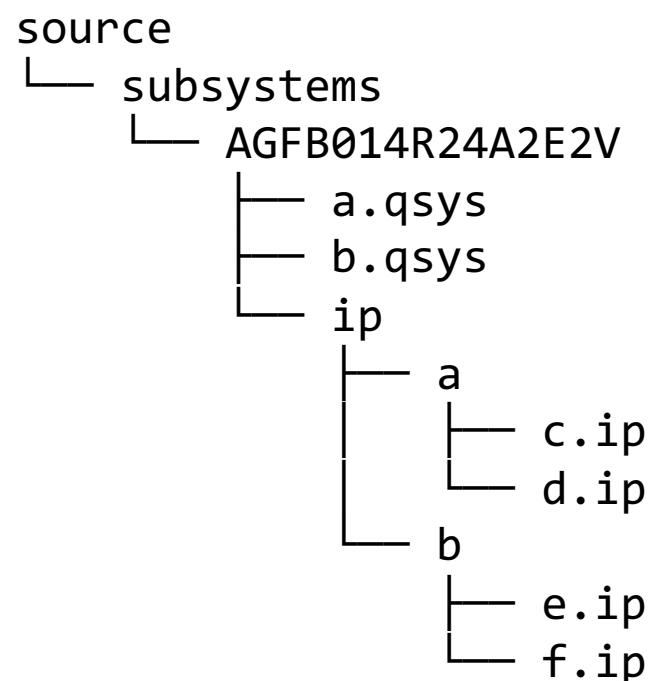 source
└── subsystems
    └── AGFB014R24A2E2V
        ├── a.qsys
        ├── b.qsys
        └── ip
            ├── a
            │   ├── c.ip
            │   └── d.ip
            └── b
                ├── e.ip
                └── f.ip